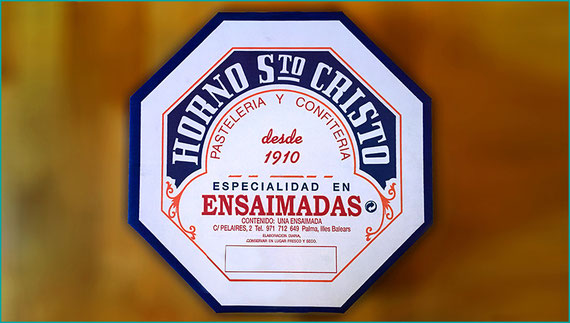 HORNO STO CRISTO
PASTELERIA Y CONFITERIA
desde
1910
ESPECIALIDAD EN
ENSAIMADAS
CONTENIDO: UNA ENSAIMADA
C/ PELAIRES, 2 Tel. 971 712 649 Palma, Illes Balears
ELABORACION DIARIA,
CONSERVAR EN LUGAR FRESCO Y SECO.